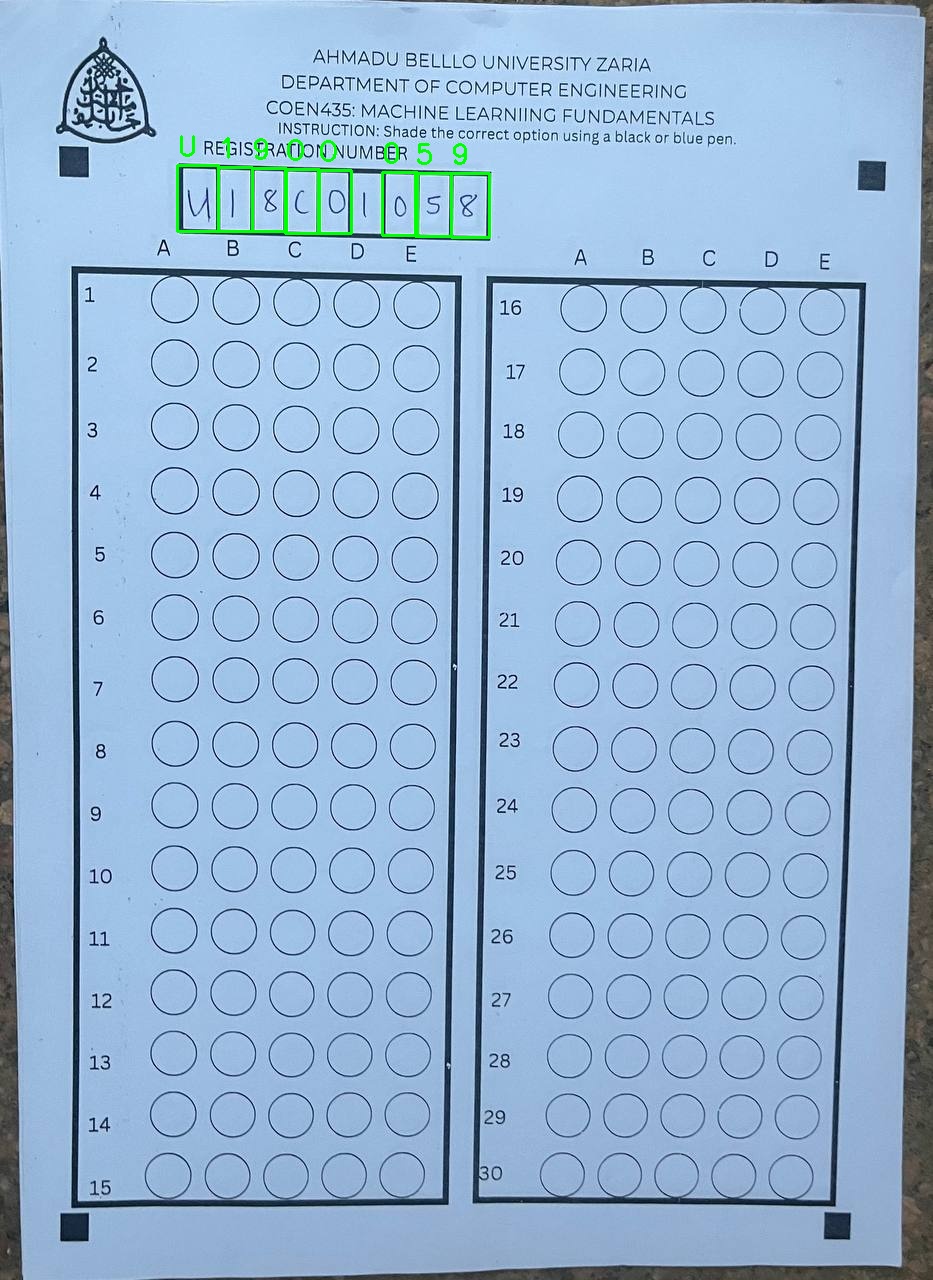 AHMADU BELLLO UNIVERSITY ZARIA
DEPARTMENT OF COMPUTER ENGINEERING
COEN435: MACHINE LEARNIING FUNDAMENTALS
INSTRUCTION: Shade the correct option using a black or blue pen.
REGISTRATION NUMBER
U 1 9 0 0 0 5 9
U 1 8 C O 1 0 5 8
A B C D E A B C D E
1 16
2 17
3 18
4 19
5 20
6 21
7 22
8 23
9 24
10 25
11 26
12 27
13 28
14 29
15 30